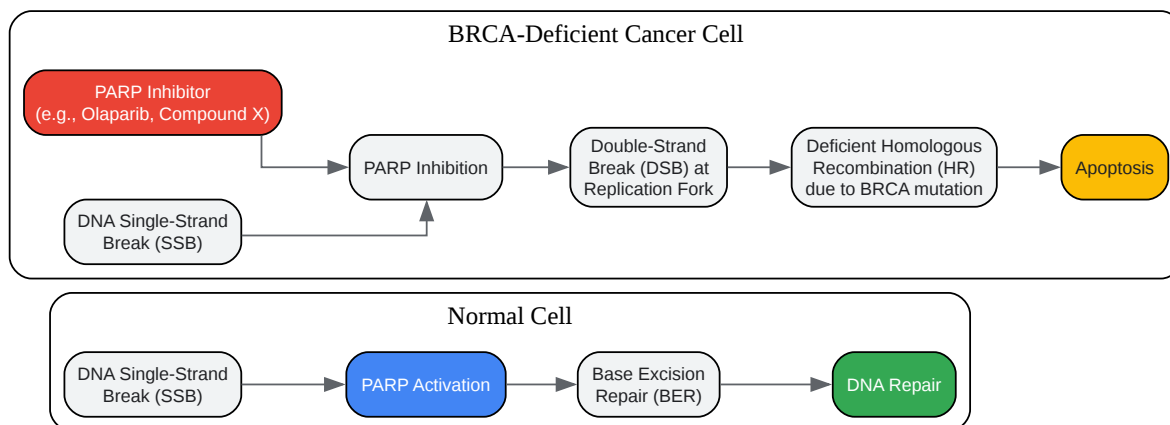 BRCA-Deficient Cancer Cell
PARP Inhibitor
(e.g., Olaparib, Compound X)
DNA Single-Strand
Break (SSB)
PARP Inhibition
Double-Strand
Break (DSB) at
Replication Fork
Deficient Homologous
Recombination (HR)
due to BRCA mutation
Apoptosis
Normal Cell
DNA Single-Strand
Break (SSB)
PARP Activation
Base Excision
Repair (BER)
DNA Repair